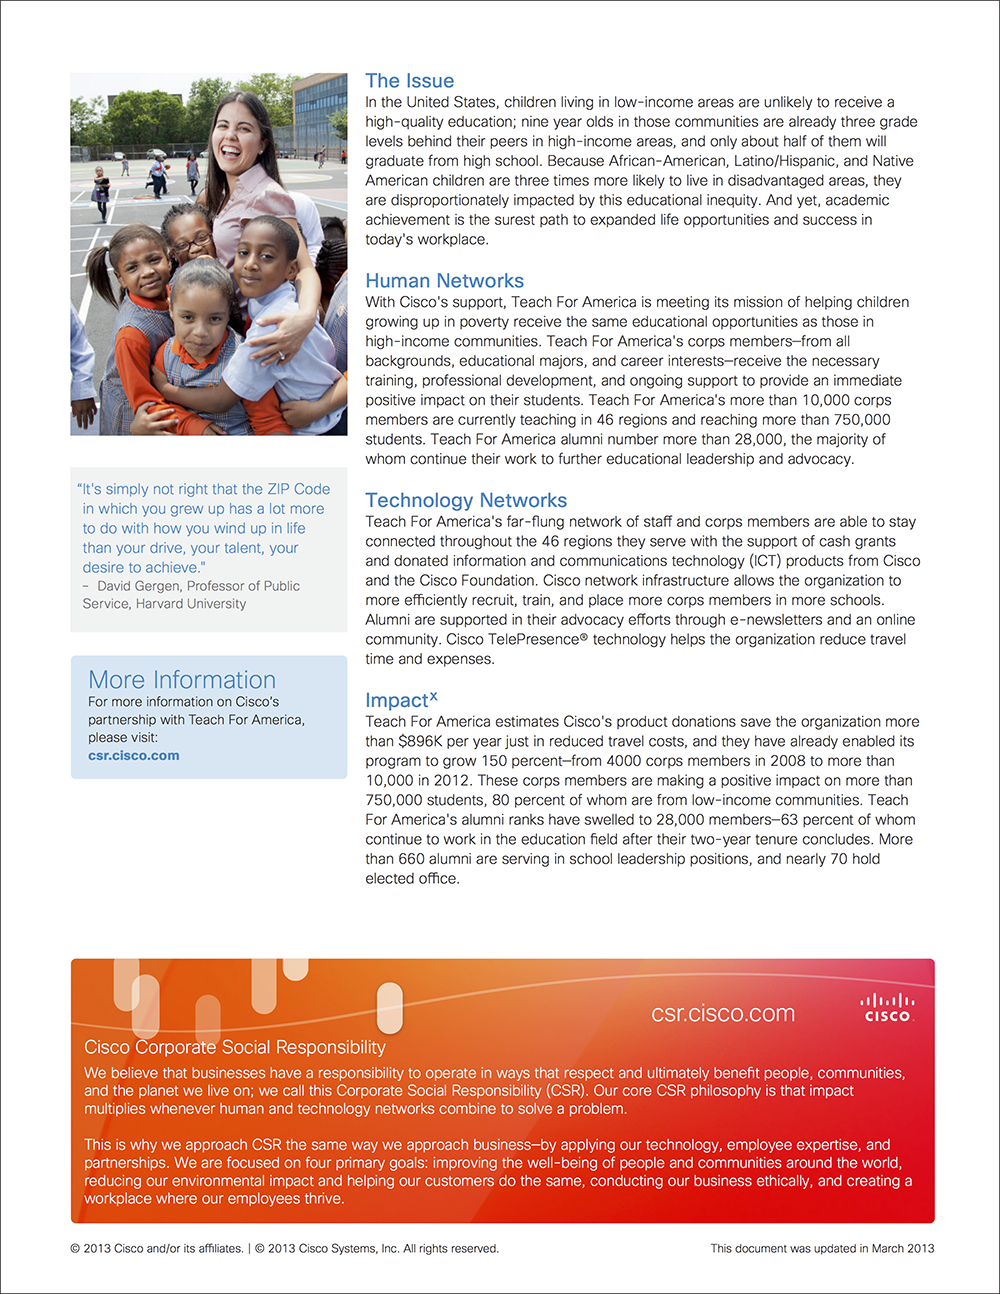 The Issue
In the United States, children living in low-income areas are unlikely to receive a
high-quality education; nine year olds in those communities are already three grade
levels behind their peers in high-income areas, and only about half of them will
graduate from high school. Because African-American, Latino/Hispanic, and Native
American children are three times more likely to live in disadvantaged areas, they
are disproportionately impacted by this educational inequity. And yet, academic
achievement is the surest path to expanded life opportunities and success in
today's workplace.
Human Networks
With Cisco's support, Teach For America is meeting its mission of helping children
growing up in poverty receive the same educational opportunities as those in
high-income communities. Teach For America's corps members—from all
backgrounds, educational majors, and career interests—receive the necessary
training, professional development, and ongoing support to provide an immediate
positive impact on their students. Teach For America's more than 10,000 corps
members are currently teaching in 46 regions and reaching more than 750,000
students. Teach For America alumni number more than 28,000, the majority of
whom continue their work to further educational leadership and advocacy.
Technology Networks
Teach For America's far-flung network of staff and corps members are able to stay
connected throughout the 46 regions they serve with the support of cash grants
and donated information and communications technology (ICT) products from Cisco
and the Cisco Foundation. Cisco network infrastructure allows the organization to
more efficiently recruit, train, and place more corps members in more schools.
Alumni are supported in their advocacy efforts through e-newsletters and an online
community. Cisco TelePresence® technology helps the organization reduce travel
time and expenses.
Impactˣ
Teach For America estimates Cisco's product donations save the organization more
than $896K per year just in reduced travel costs, and they have already enabled its
program to grow 150 percent—from 4000 corps members in 2008 to more than
10,000 in 2012. These corps members are making a positive impact on more than
750,000 students, 80 percent of whom are from low-income communities. Teach
For America's alumni ranks have swelled to 28,000 members—63 percent of whom
continue to work in the education field after their two-year tenure concludes. More
than 660 alumni are serving in school leadership positions, and nearly 70 hold
elected office.
“It's simply not right that the ZIP Code
in which you grew up has a lot more
to do with how you wind up in life
than your drive, your talent, your
desire to achieve."
– David Gergen, Professor of Public
Service, Harvard University
More Information
For more information on Cisco's
partnership with Teach For America,
please visit:
csr.cisco.com
csr.cisco.com
CISCO
Cisco Corporate Social Responsibility
We believe that businesses have a responsibility to operate in ways that respect and ultimately benefit people, communities,
and the planet we live on; we call this Corporate Social Responsibility (CSR). Our core CSR philosophy is that impact
multiplies whenever human and technology networks combine to solve a problem.
This is why we approach CSR the same way we approach business—by applying our technology, employee expertise, and
partnerships. We are focused on four primary goals: improving the well-being of people and communities around the world,
reducing our environmental impact and helping our customers do the same, conducting our business ethically, and creating a
workplace where our employees thrive.
© 2013 Cisco and/or its affiliates. | © 2013 Cisco Systems, Inc. All rights reserved.
This document was updated in March 2013